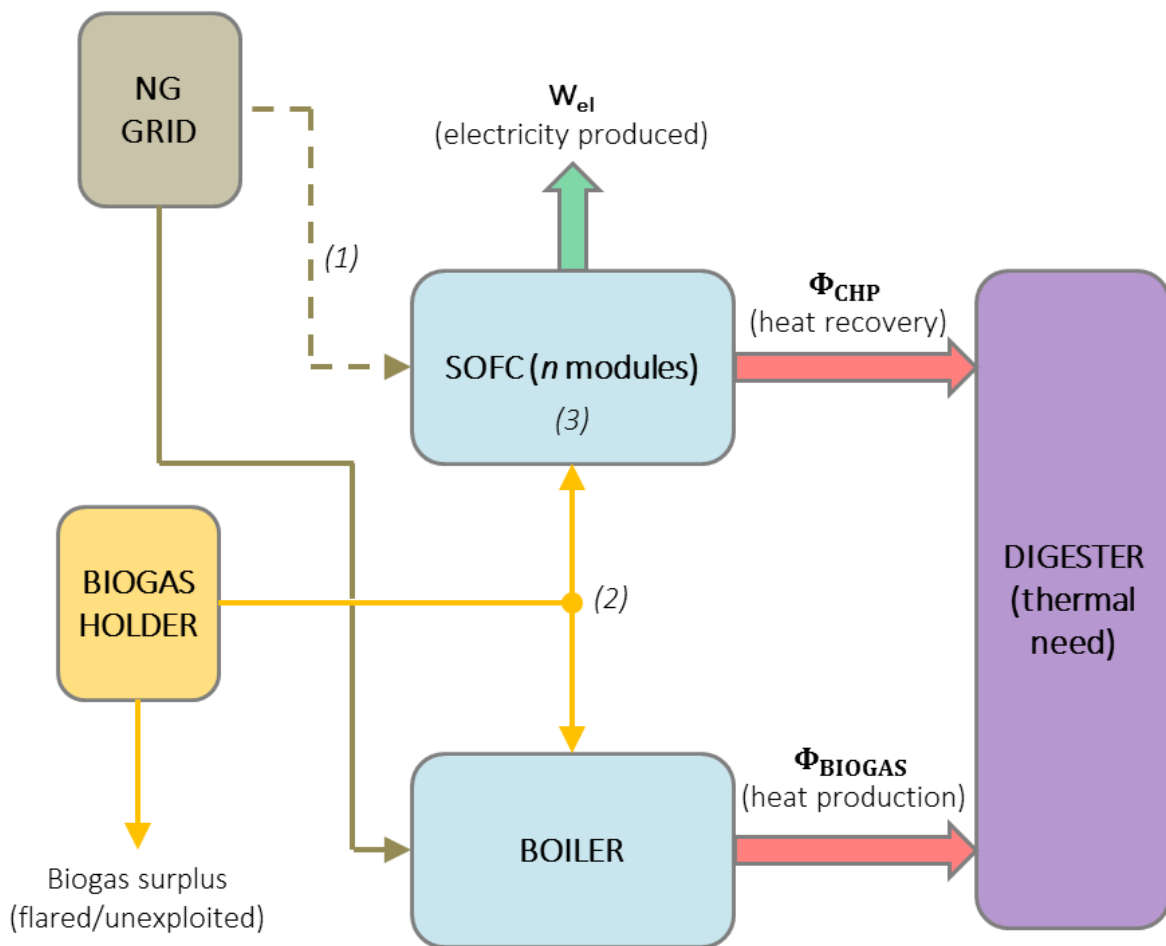 NG
GRID
W_el
(electricity produced)
(1)
Φ_CHP
(heat recovery)
SOFC (n modules)
(3)
BIOGAS
HOLDER
(2)
DIGESTER
(thermal
need)
Φ_BIOGAS
(heat production)
BOILER
Biogas surplus
(flared/unexploited)